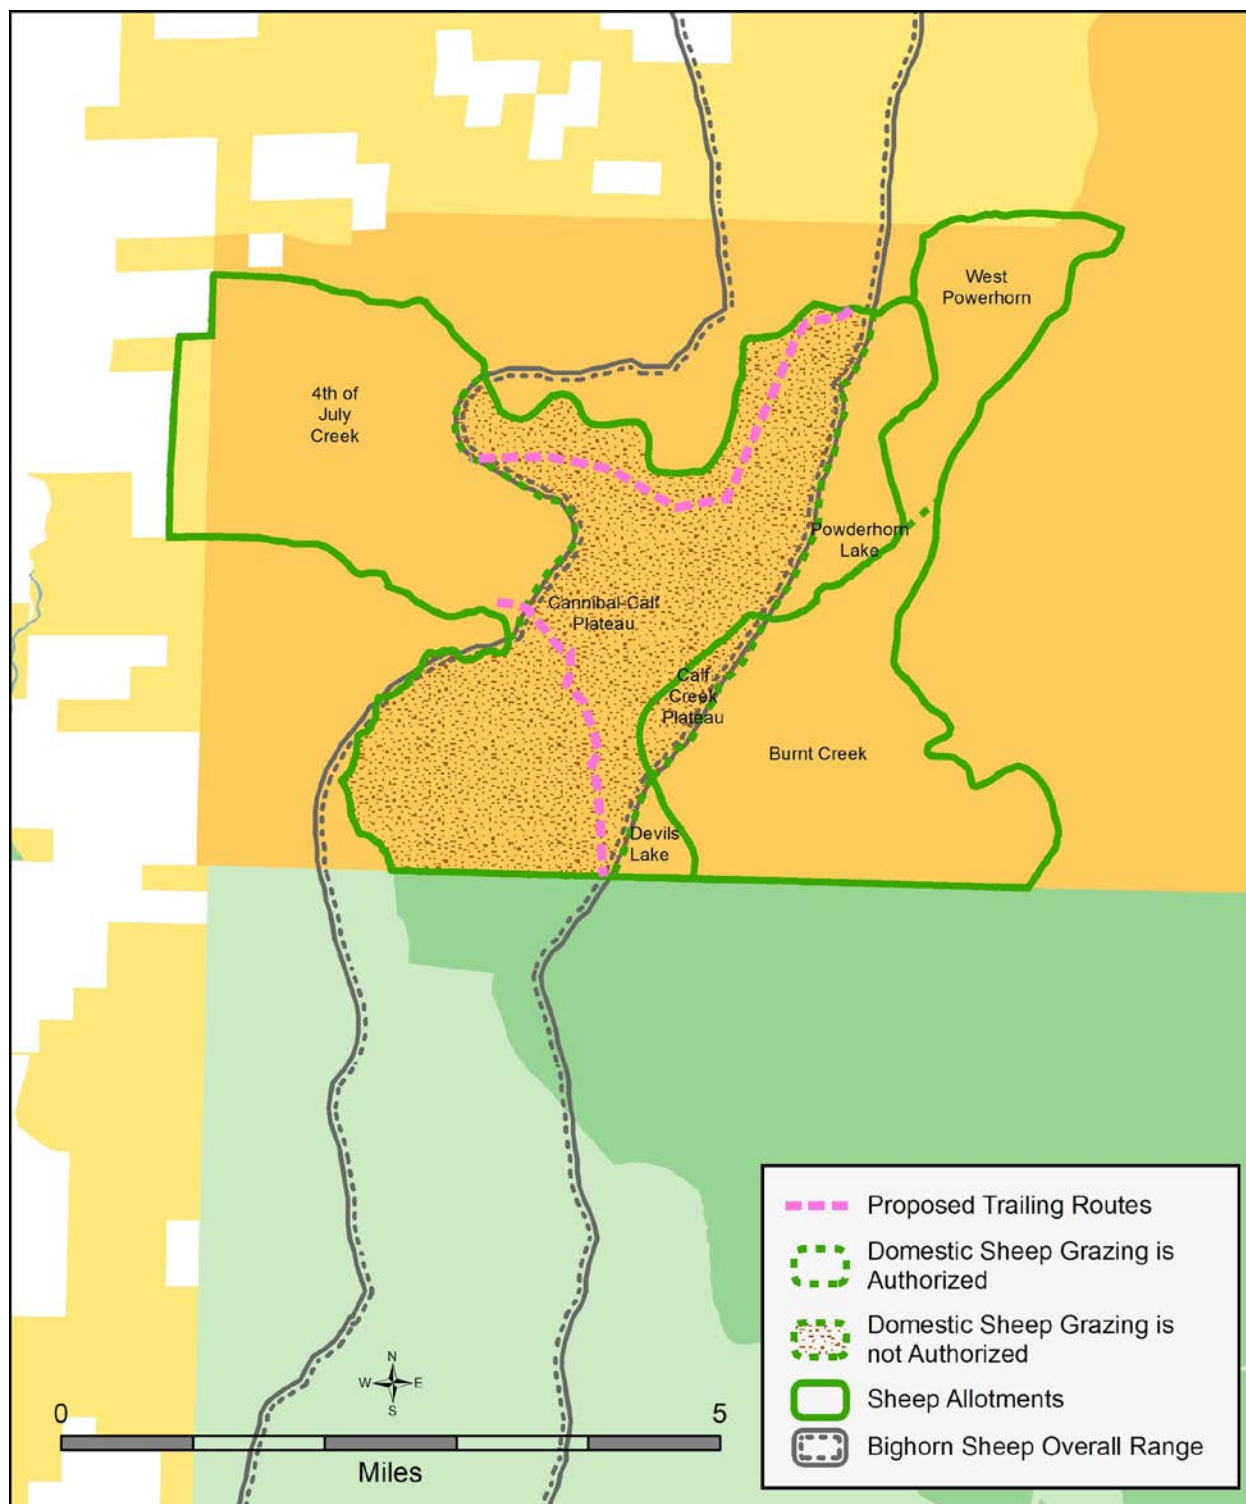 West
Powerhorn
4th of
July
Creek
Powderhorn
Lake
Cannibal-Calf
Plateau
Calf
Creek
Plateau
Burnt Creek
Devils
Lake
Proposed Trailing Routes
Domestic Sheep Grazing is
Authorized
Domestic Sheep Grazing is
not Authorized
Sheep Allotments
Bighorn Sheep Overall Range
N
W E
S
0 5
Miles